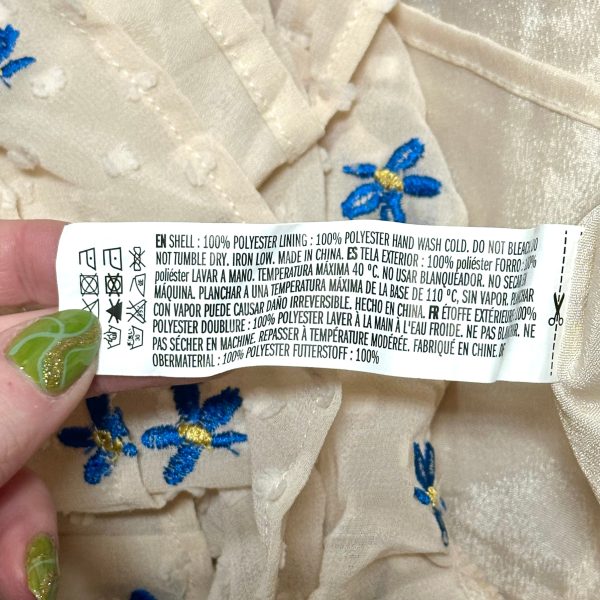 EN SHELL : 100% POLYESTER LINING : 100% POLYESTER HAND WASH COLD. DO NOT BLEACH. DO
NOT TUMBLE DRY. IRON LOW. MADE IN CHINA. ES TELA EXTERIOR : 100% poliéster FORRO: 100%
poliéster LAVAR A MANO. TEMPERATURA MÁXIMA 40 °C. NO USAR BLANQUEADOR. NO SECAR A
MÁQUINA. PLANCHAR A UNA TEMPERATURA MÁXIMA DE LA BASE DE 110 °C, SIN VAPOR. PLANCHAR
CON VAPOR PUEDE CAUSAR DAÑO IRREVERSIBLE. HECHO EN CHINA. FR ÉTOFFE EXTÉRIEURE :100%
POLYESTER DOUBLURE : 100% POLYESTER LAVER À LA MAIN À L'EAU FROIDE. NE PAS BLANCHIR. NE
PAS SÉCHER EN MACHINE. REPASSER À TEMPÉRATURE MODÉRÉE. FABRIQUÉ EN CHINE DE
OBERMATERIAL : 100% POLYESTER FUTTERSTOFF : 100%